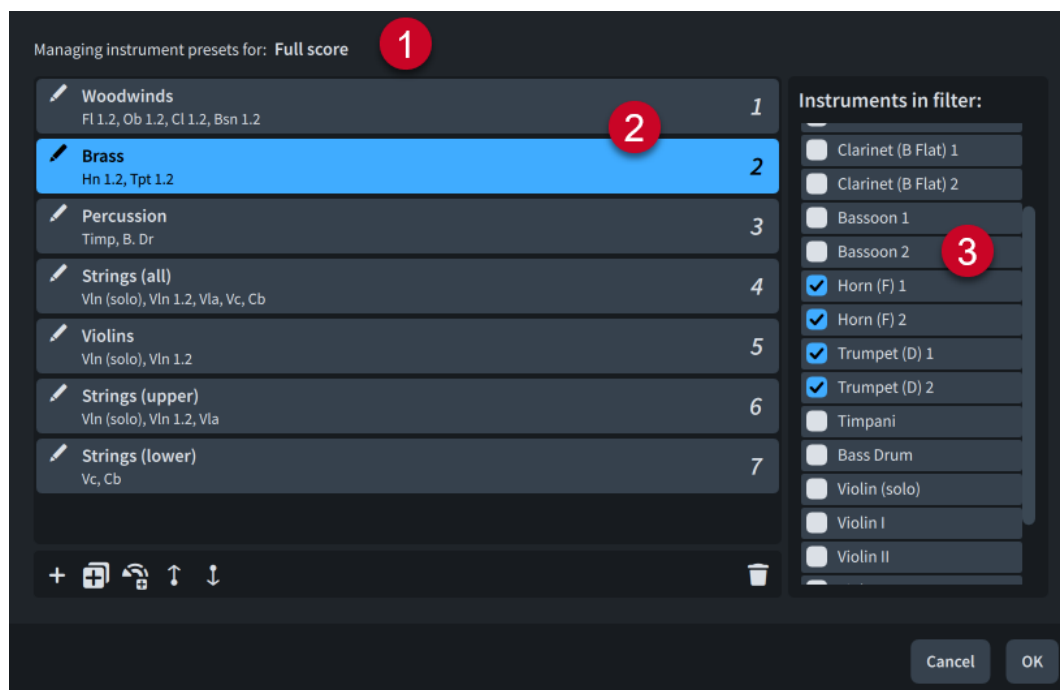 Managing instrument presets for: Full score
1
Woodwinds
Fl 1.2, Ob 1.2, Cl 1.2, Bsn 1.2
1
2
Brass
Hn 1.2, Tpt 1.2
2
Percussion
Timp, B. Dr
3
Strings (all)
Vln (solo), Vln 1.2, Vla, Vc, Cb
4
Violins
Vln (solo), Vln 1.2
5
Strings (upper)
Vln (solo), Vln 1.2, Vla
6
Strings (lower)
Vc, Cb
7
Instruments in filter:
Clarinet (B Flat) 1
Clarinet (B Flat) 2
Bassoon 1
Bassoon 2
3
Horn (F) 1
Horn (F) 2
Trumpet (D) 1
Trumpet (D) 2
Timpani
Bass Drum
Violin (solo)
Violin I
Violin II
Cancel
OK